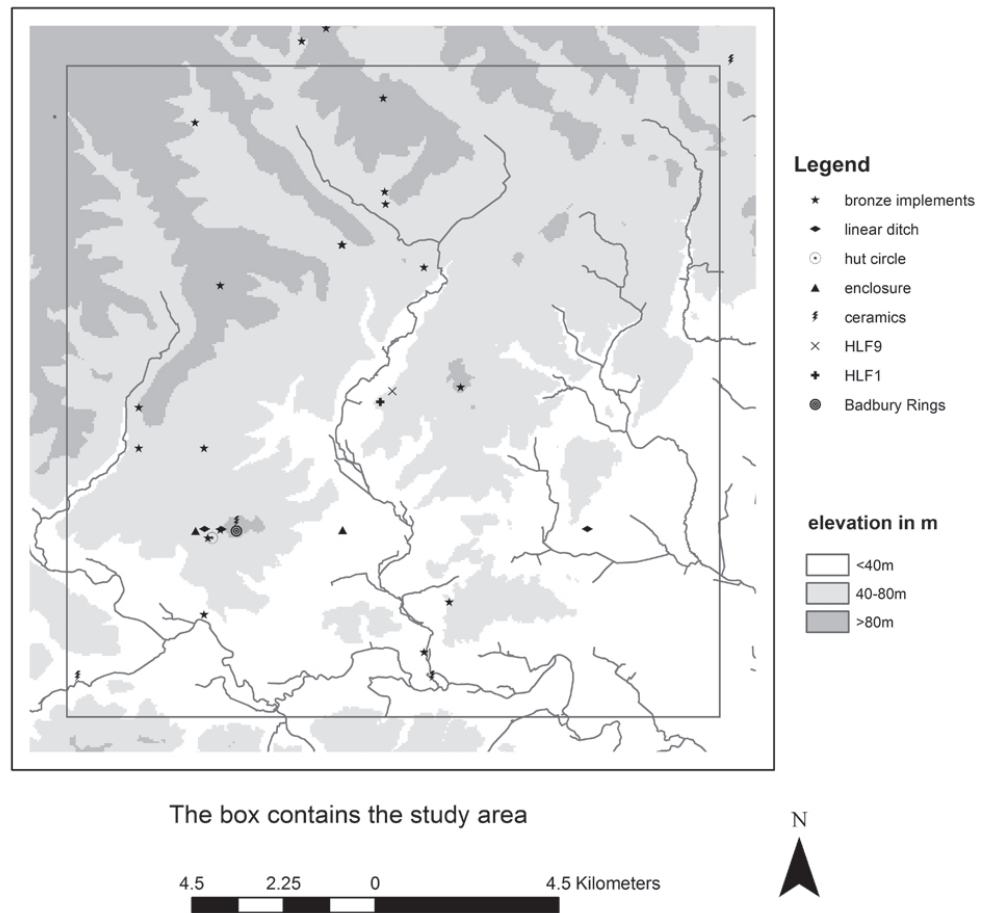 Legend
bronze implements
linear ditch
hut circle
enclosure
ceramics
HLF9
HLF1
Badbury Rings
elevation in m
<40m
40-80m
>80m
The box contains the study area
N
4.5 2.25 0 4.5 Kilometers